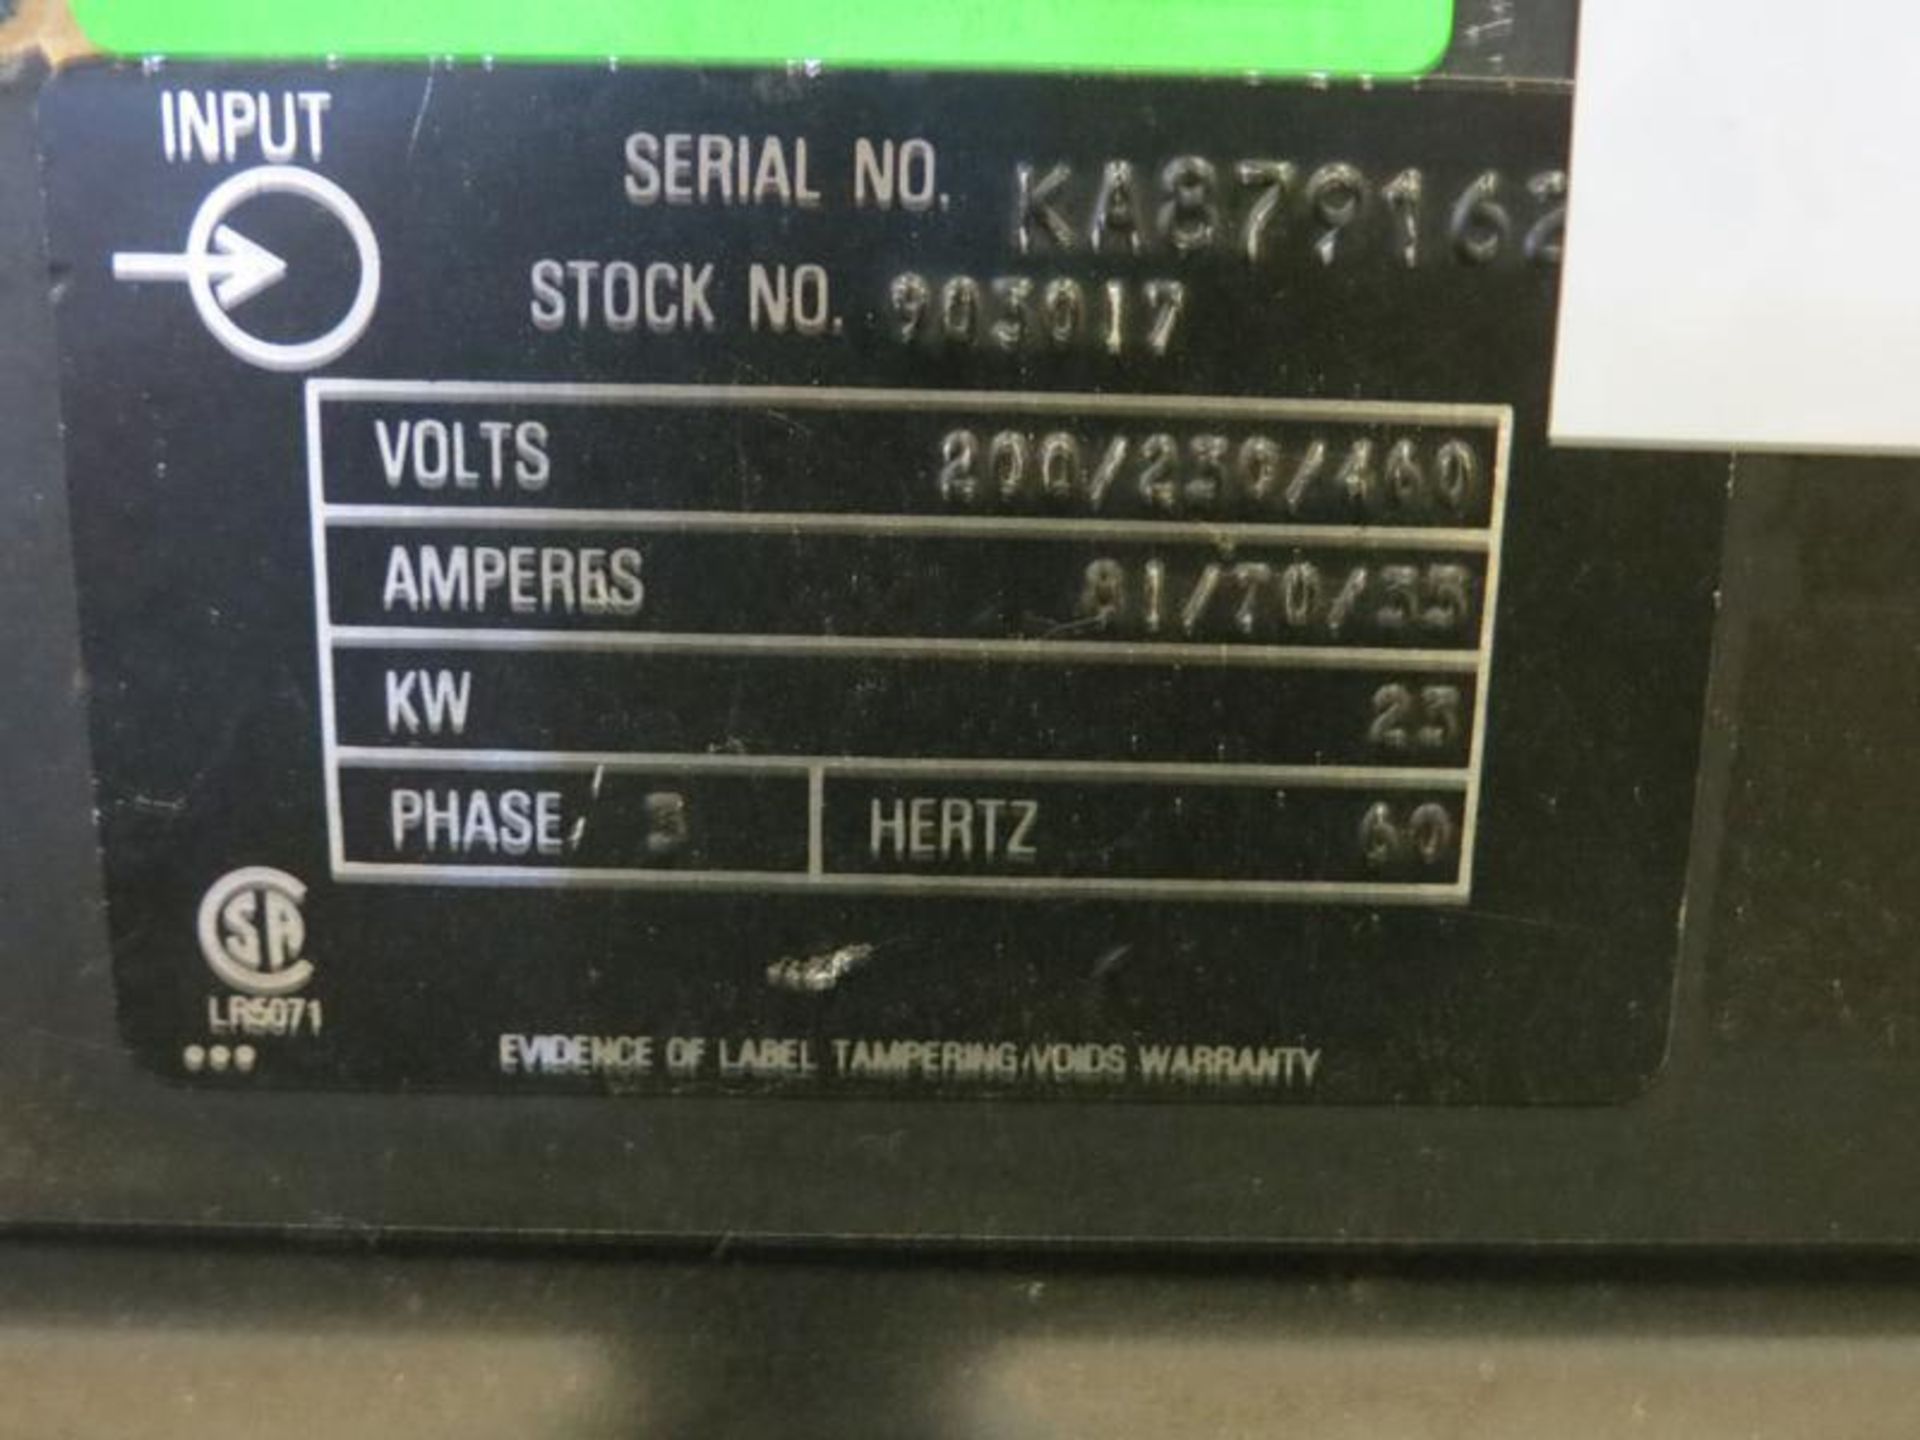 INPUT
SERIAL NO. KA879162
STOCK NO. 903017
VOLTS 200/230/460
AMPERES 81/70/35
KW 23
PHASE 3 HERTZ 60
CSA
LR5071
EVIDENCE OF LABEL TAMPERING VOIDS WARRANTY